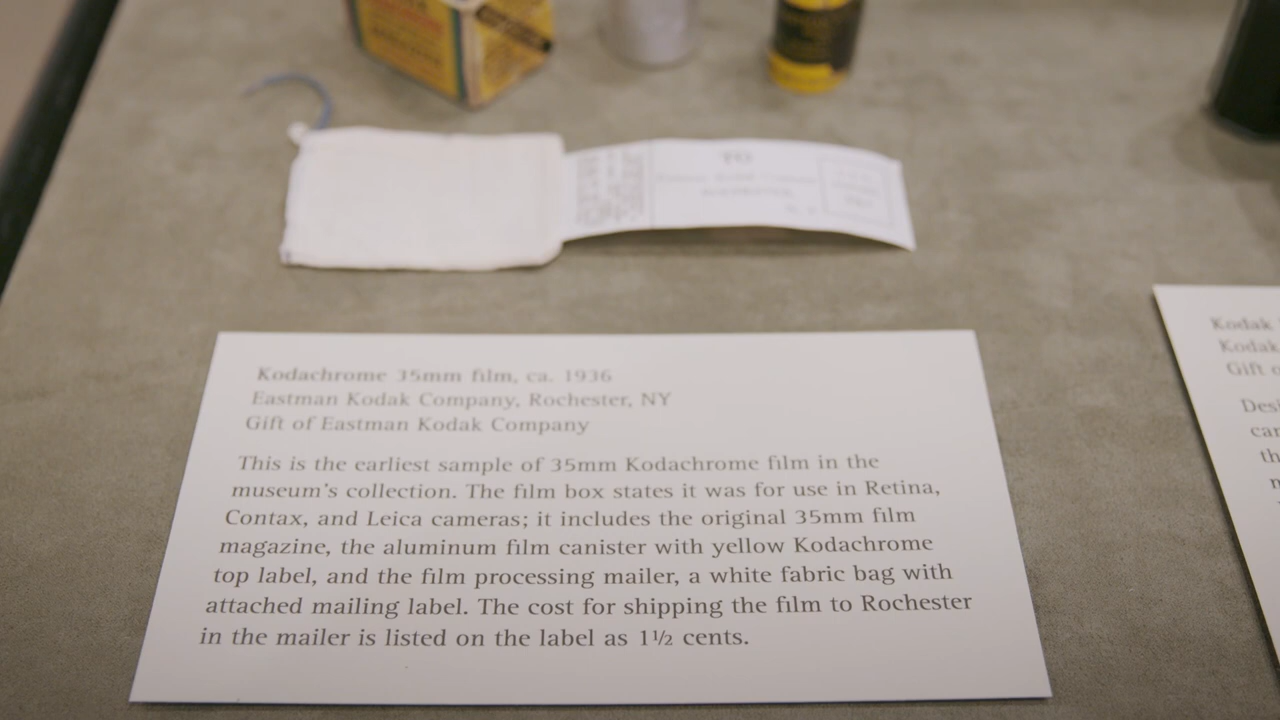 TO
Kodachrome 35mm film, ca. 1936
Eastman Kodak Company, Rochester, NY
Gift of Eastman Kodak Company
This is the earliest sample of 35mm Kodachrome film in the
museum's collection. The film box states it was for use in Retina,
Contax, and Leica cameras; it includes the original 35mm film
magazine, the aluminum film canister with yellow Kodachrome
top label, and the film processing mailer, a white fabric bag with
attached mailing label. The cost for shipping the film to Rochester
in the mailer is listed on the label as 1½ cents.
Kodak
Kodak
Gift